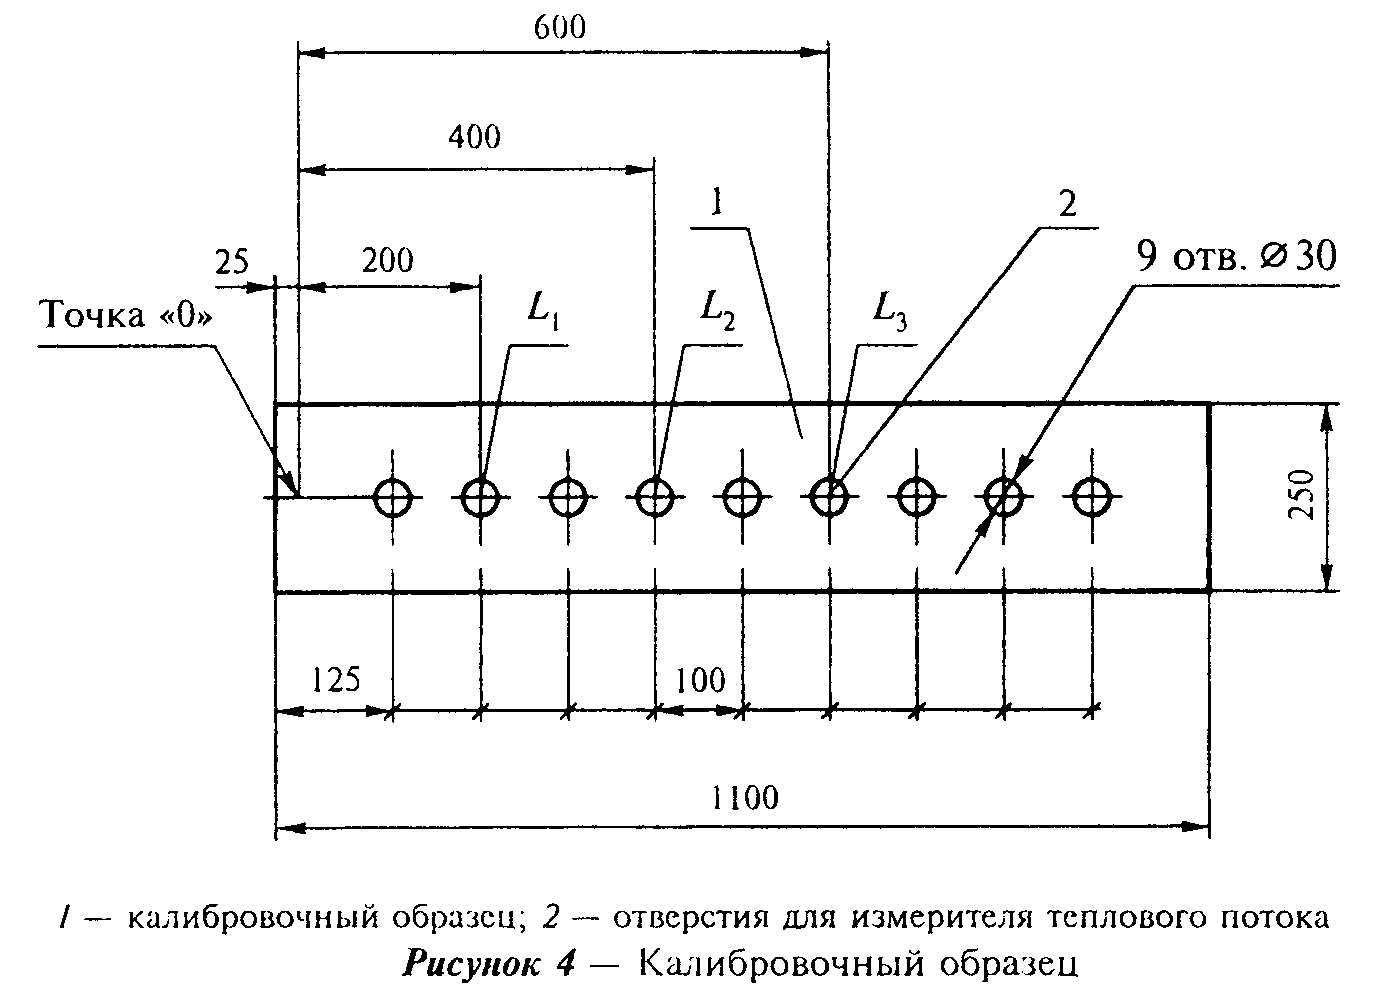 600
400
1
2
25
200
9 отв. ⌀ 30
Точка «0»
L1
L2
L3
250
125
100
1100
1 — калибровочный образец; 2 — отверстия для измерителя теплового потока
Рисунок 4 — Калибровочный образец